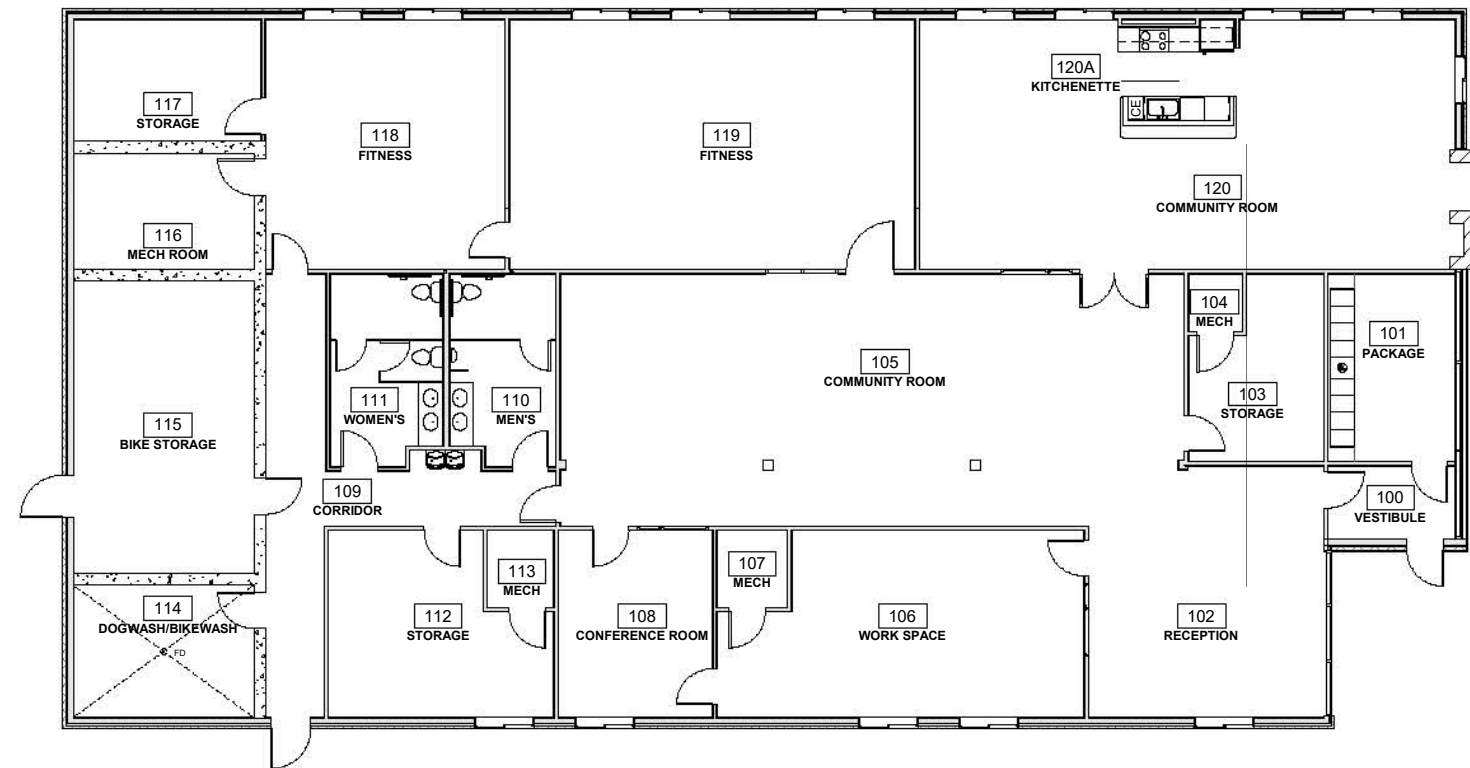 120A
KITCHENETTE
CE
117
STORAGE
118
FITNESS
119
FITNESS
120
COMMUNITY ROOM
116
MECH ROOM
104
MECH
101
PACKAGE
105
COMMUNITY ROOM
111
WOMEN'S
110
MEN'S
103
STORAGE
115
BIKE STORAGE
109
CORRIDOR
100
VESTIBULE
113
MECH
107
MECH
114
DOGWASH/BIKEWASH
FD
112
STORAGE
108
CONFERENCE ROOM
106
WORK SPACE
102
RECEPTION